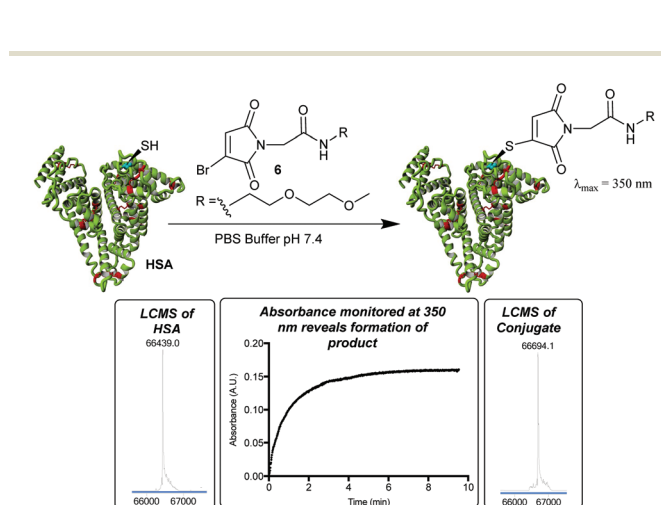 SH
O
O
N
O
N
H
R
Br
6
R =
O
O
PBS Buffer pH 7.4
HSA
S
O
O
N
O
N
H
R
λmax = 350 nm
LCMS of
HSA
66439.0
66000 67000
Absorbance monitored at 350
nm reveals formation of
product
Absorbance (A.U.)
0.20
0.15
0.10
0.05
0.00
0 2 4 6 8 10
Time (min)
LCMS of
Conjugate
66694.1
66000 67000